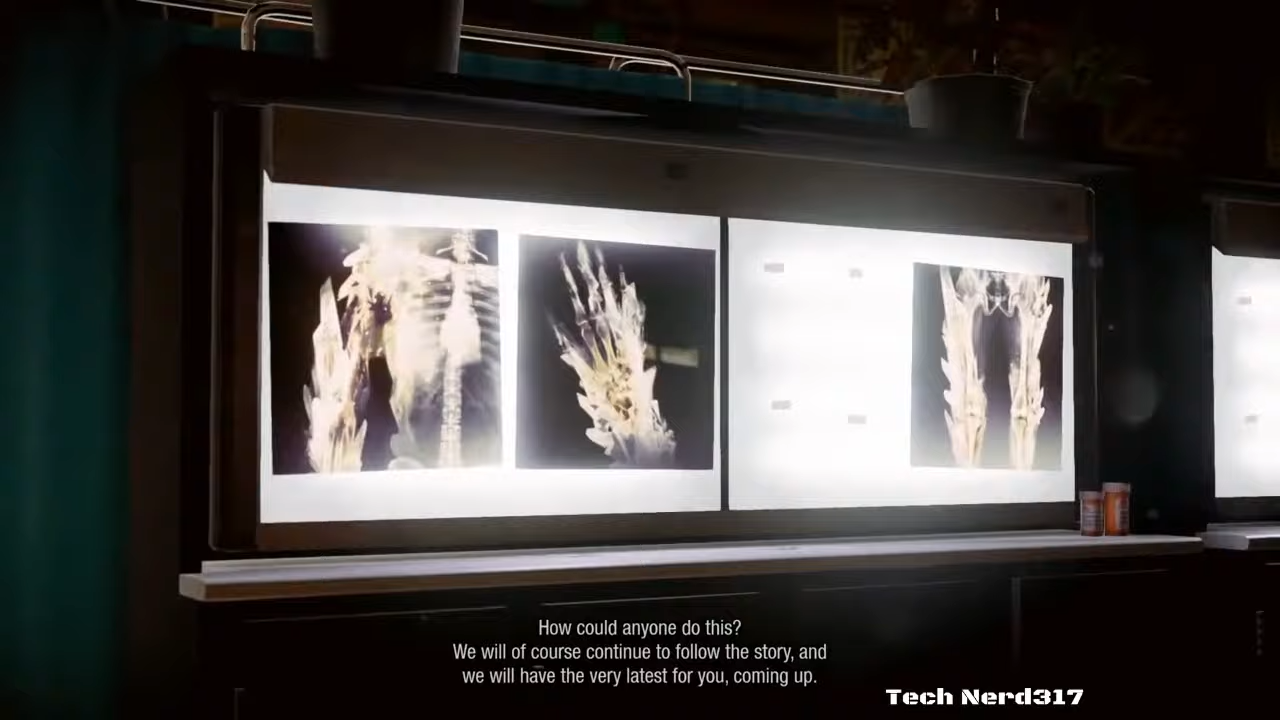 How could anyone do this?
We will of course continue to follow the story, and
we will have the very latest for you, coming up.
Tech Nerd317